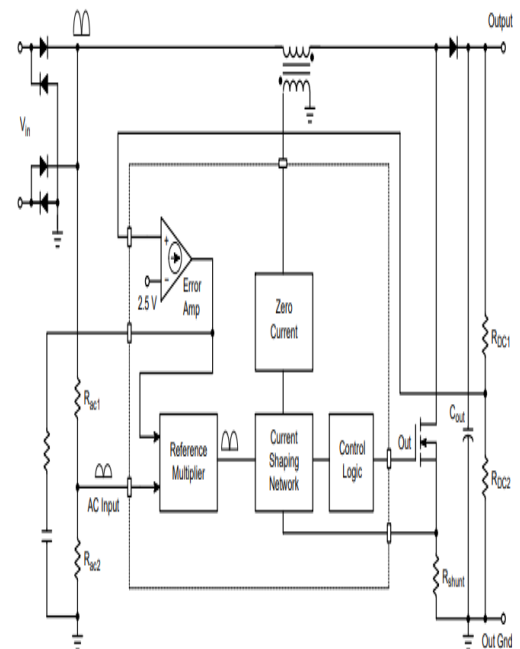 Output
Vin
+
−
2.5 V
Error
Amp
Zero
Current
RDC1
Rac1
Cout
Reference
Multiplier
Current
Shaping
Network
Control
Logic
Out
AC Input
RDC2
Rac2
Rshunt
Out Gnd